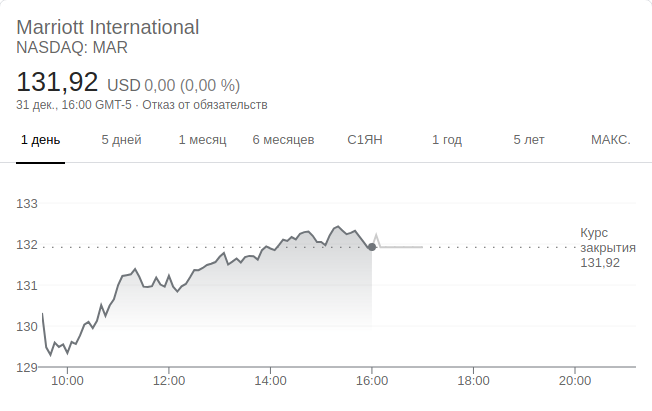 Marriott International
NASDAQ: MAR
131,92 USD 0,00 (0,00 %)
31 дек., 16:00 GMT-5 · Отказ от обязательств
1 день 5 дней 1 месяц 6 месяцев С1ЯН 1 год 5 лет МАКС.
133
132
131
130
129
Курс
закрытия
131,92
10:00 12:00 14:00 16:00 18:00 20:00